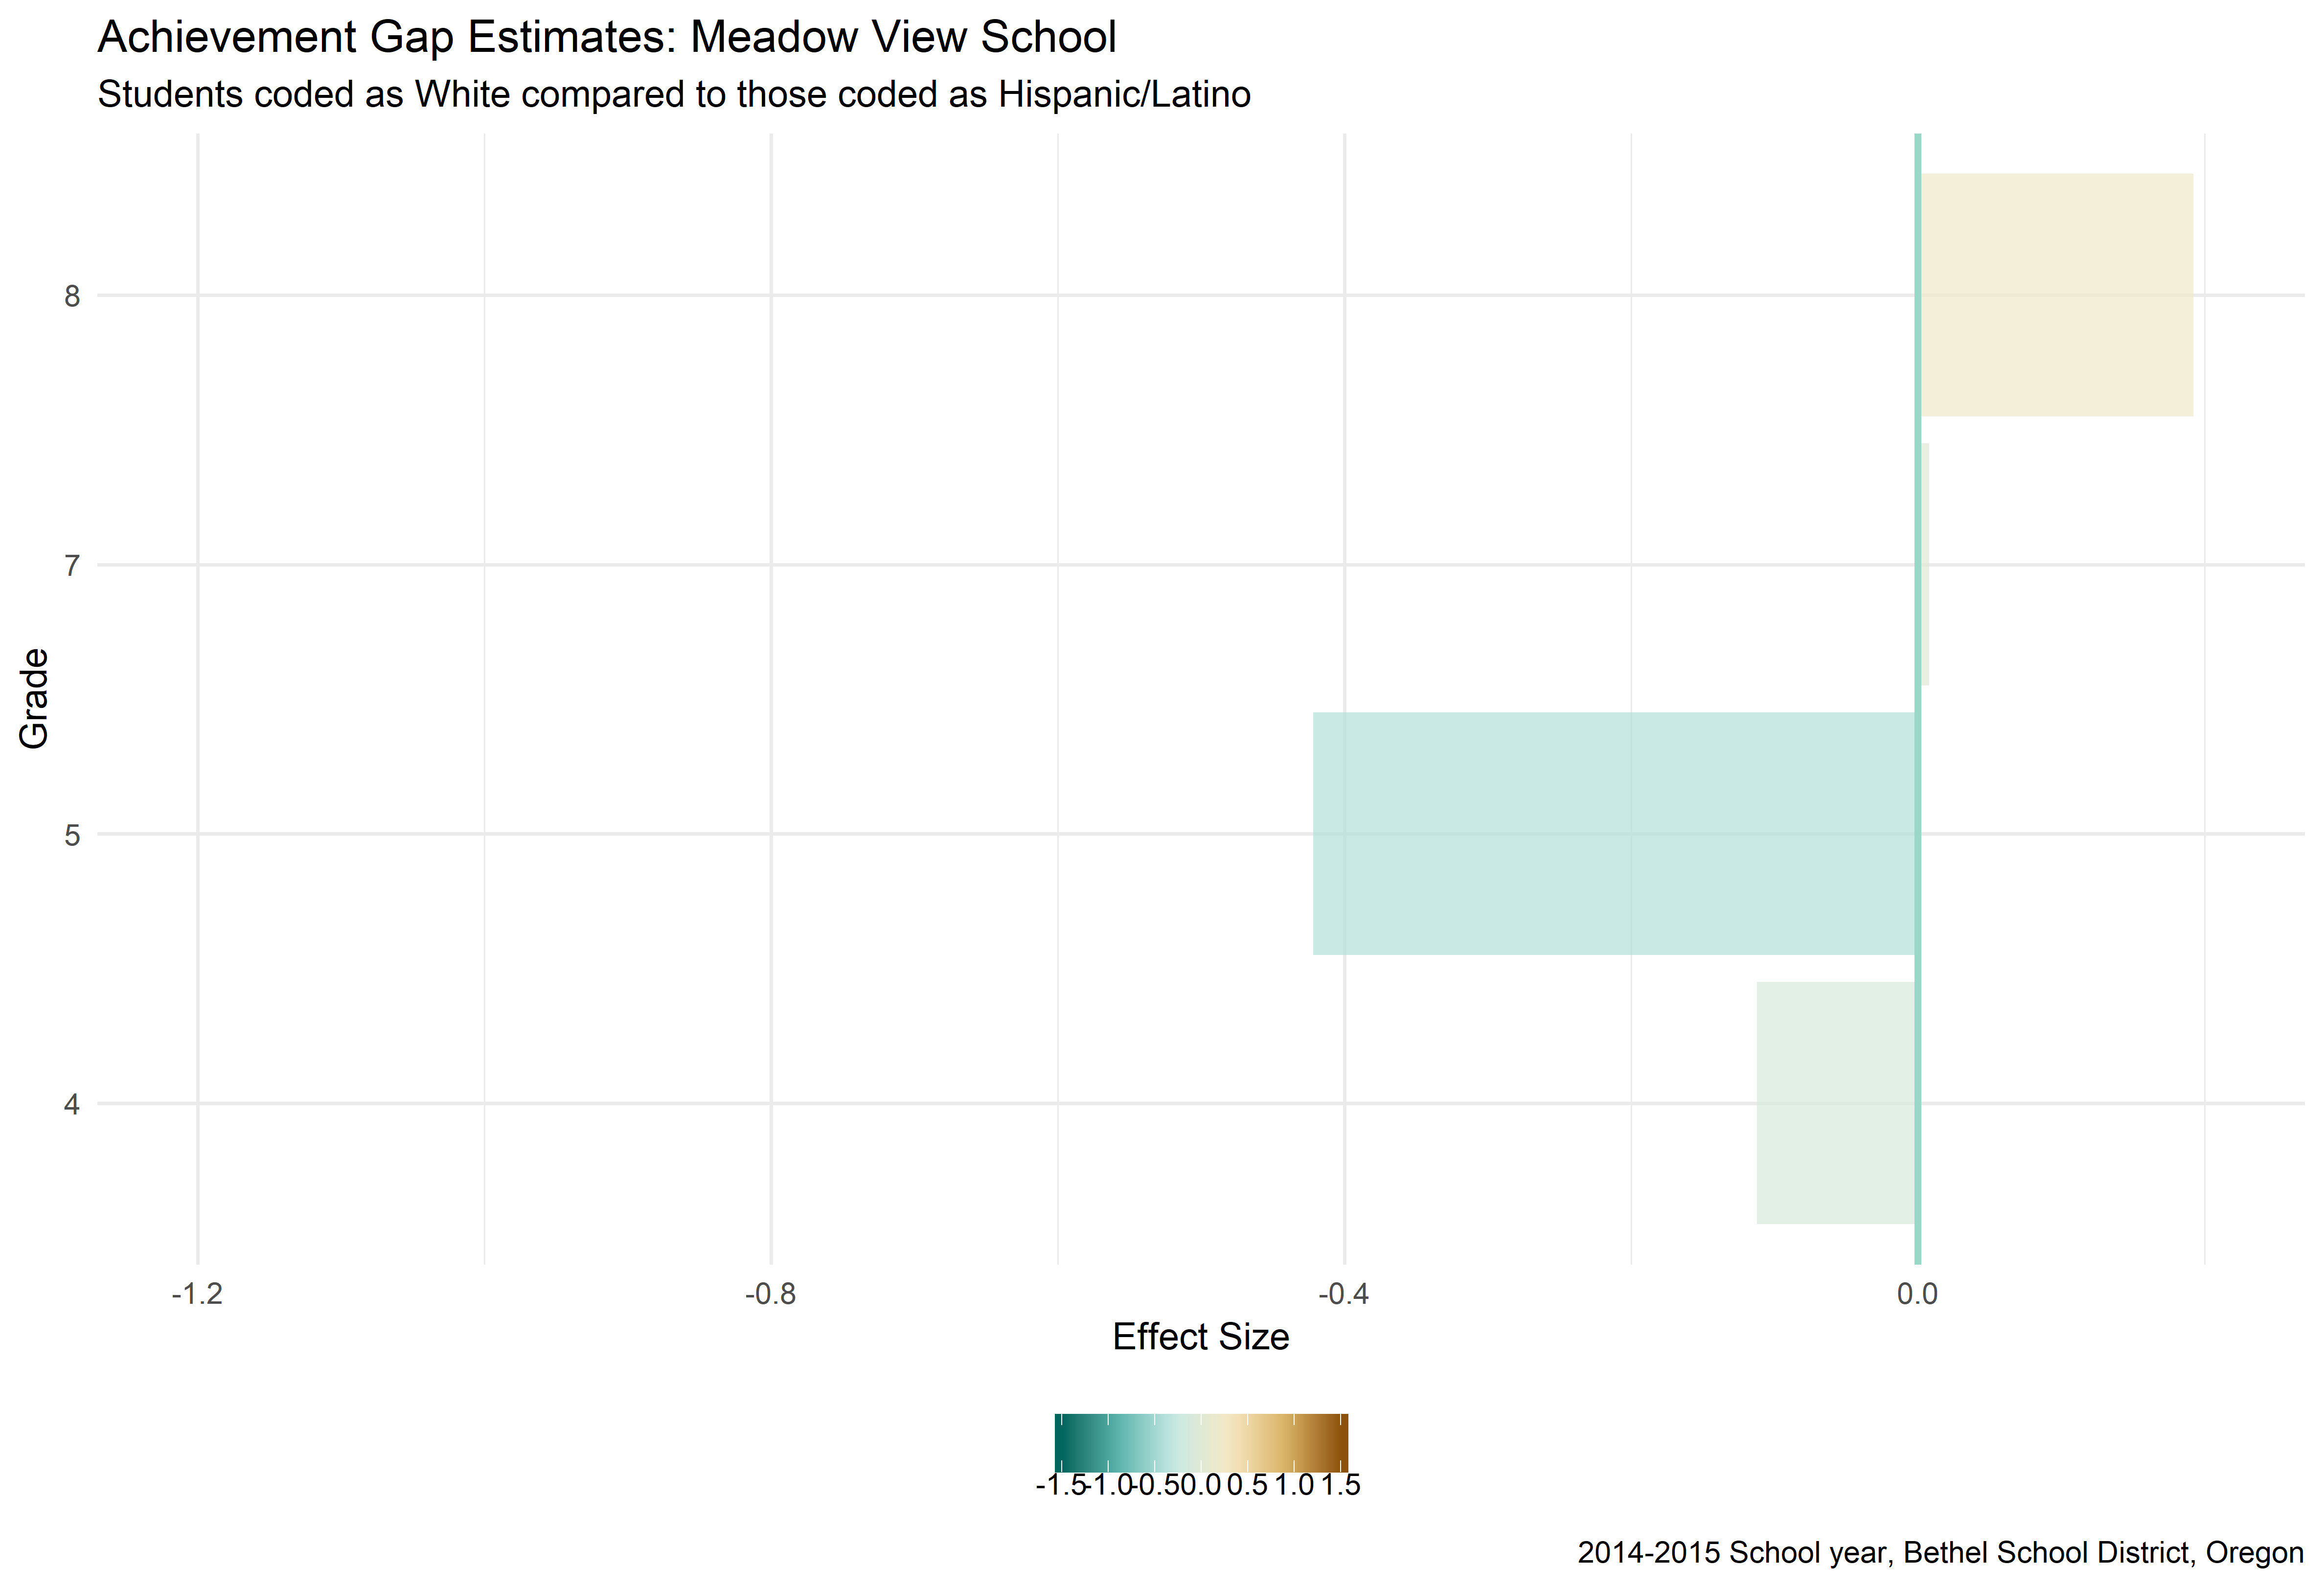 Achievement Gap Estimates: Meadow View School
Students coded as White compared to those coded as Hispanic/Latino
8
7
Grade
5
4
-1.2 -0.8 -0.4 0.0
Effect Size
-1.5 -1.0 -0.5 0.0 0.5 1.0 1.5
2014-2015 School year, Bethel School District, Oregon